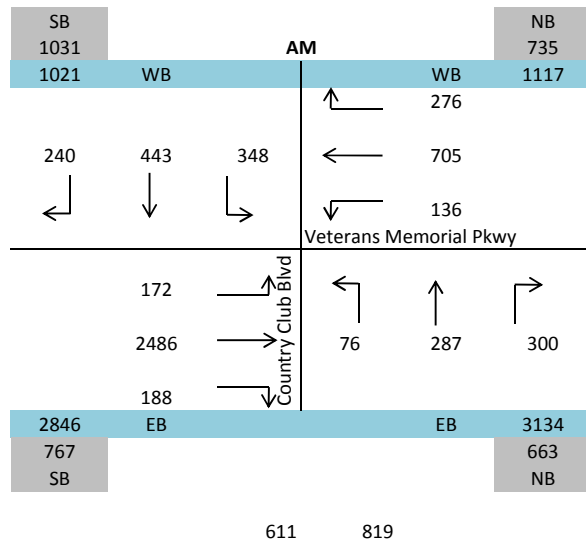 SB NB
1031 AM 735
1021 WB WB 1117
276
240 443 348 705
136
Veterans Memorial Pkwy
Country Club Blvd
172
2486 76 287 300
188
2846 EB EB 3134
767 663
SB NB
611 819